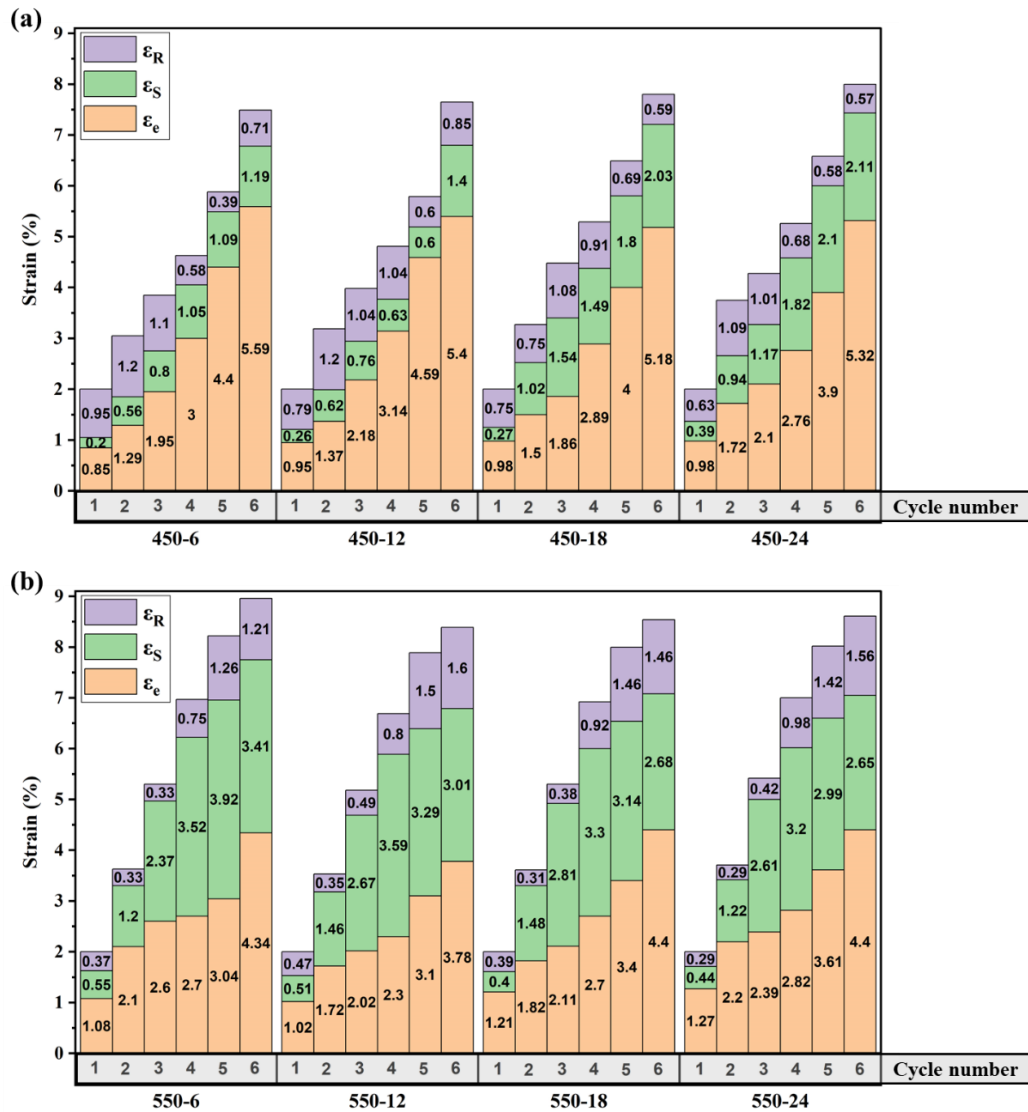 (a)
Strain (%)
9
8
7
6
5
4
3
2
1
0
εR
εS
εe
0.95 1.2 1.1 0.58 0.39 0.71
0.2 0.56 0.8 1.05 1.09 1.19
0.85 1.29 1.95 3 4.4 5.59
0.79 1.2 1.04 1.04 0.6 0.85
0.26 0.62 0.76 0.63 0.6 1.4
0.95 1.37 2.18 3.14 4.59 5.4
0.75 0.75 1.08 0.91 0.69 0.59
0.27 1.02 1.54 1.49 1.8 2.03
0.98 1.5 1.86 2.89 4 5.18
0.63 1.09 1.01 0.68 0.58 0.57
0.39 0.94 1.17 1.82 2.1 2.11
0.98 1.72 2.1 2.76 3.9 5.32
1 2 3 4 5 6 1 2 3 4 5 6 1 2 3 4 5 6 1 2 3 4 5 6 Cycle number
450-6 450-12 450-18 450-24
(b)
Strain (%)
9
8
7
6
5
4
3
2
1
0
εR
εS
εe
0.37 0.33 0.33 0.75 1.26 1.21
0.55 1.2 2.37 3.52 3.92 3.41
1.08 2.1 2.6 2.7 3.04 4.34
0.47 0.35 0.49 0.8 1.5 1.6
0.51 1.46 2.67 3.59 3.29 3.01
1.02 1.72 2.02 2.3 3.1 3.78
0.39 0.31 0.38 0.92 1.46 1.46
0.4 1.48 2.81 3.3 3.14 2.68
1.21 1.82 2.11 2.7 3.4 4.4
0.29 0.29 0.42 0.98 1.42 1.56
0.44 1.22 2.61 3.2 2.99 2.65
1.27 2.2 2.39 2.82 3.61 4.4
1 2 3 4 5 6 1 2 3 4 5 6 1 2 3 4 5 6 1 2 3 4 5 6 Cycle number
550-6 550-12 550-18 550-24